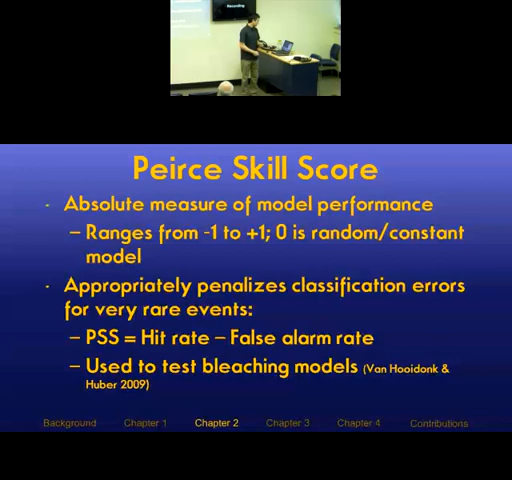 Recording
Peirce Skill Score
- Absolute measure of model performance
– Ranges from -1 to +1; 0 is random/constant
model
- Appropriately penalizes classification errors
for very rare events:
– PSS = Hit rate – False alarm rate
– Used to test bleaching models (Van Hooidonk &
Huber 2009)
Background Chapter 1 Chapter 2 Chapter 3 Chapter 4 Contributions